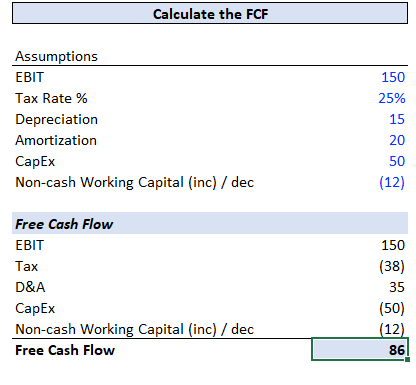 Calculate the FCF
Assumptions
EBIT 150
Tax Rate % 25%
Depreciation 15
Amortization 20
CapEx 50
Non-cash Working Capital (inc) / dec (12)
Free Cash Flow
EBIT 150
Tax (38)
D&A 35
CapEx (50)
Non-cash Working Capital (inc) / dec (12)
Free Cash Flow 86